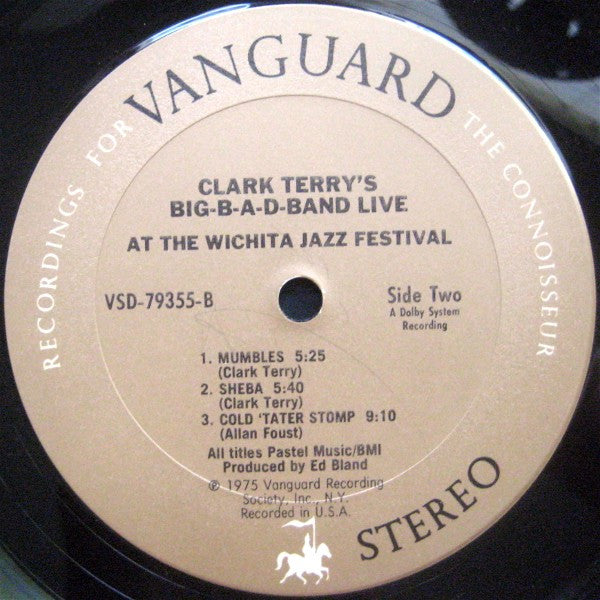 RECORDINGS FOR VANGUARD THE CONNOISSEUR
CLARK TERRY'S
BIG-B-A-D-BAND LIVE
AT THE WICHITA JAZZ FESTIVAL
VSD-79355-B
Side Two
A Dolby System
Recording
1. MUMBLES 5:25
(Clark Terry)
2. SHEBA 5:40
(Clark Terry)
3. COLD 'TATER STOMP 9:10
(Allan Foust)
All titles Pastel Music/BMI
Produced by Ed Bland
℗ 1975 Vanguard Recording
Society, Inc., N.Y.
Recorded in U.S.A.
STEREO